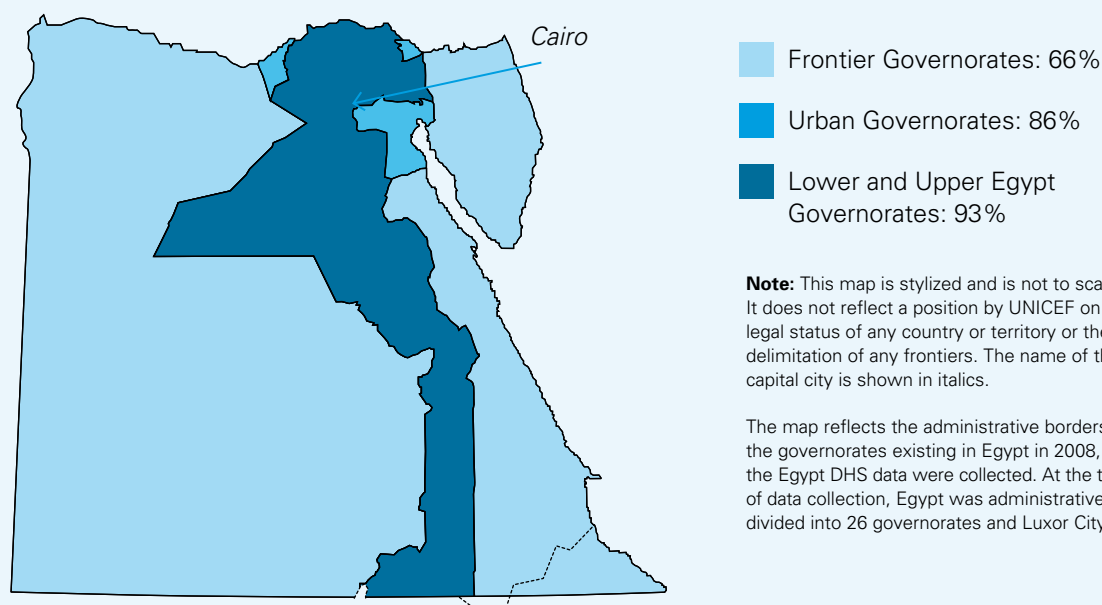 Cairo
Frontier Governorates: 66%
Urban Governorates: 86%
Lower and Upper Egypt
Governorates: 93%
Note: This map is stylized and is not to sca
It does not reflect a position by UNICEF on
legal status of any country or territory or the
delimitation of any frontiers. The name of t
capital city is shown in italics.
The map reflects the administrative borders
the governorates existing in Egypt in 2008,
the Egypt DHS data were collected. At the t
of data collection, Egypt was administrative
divided into 26 governorates and Luxor City